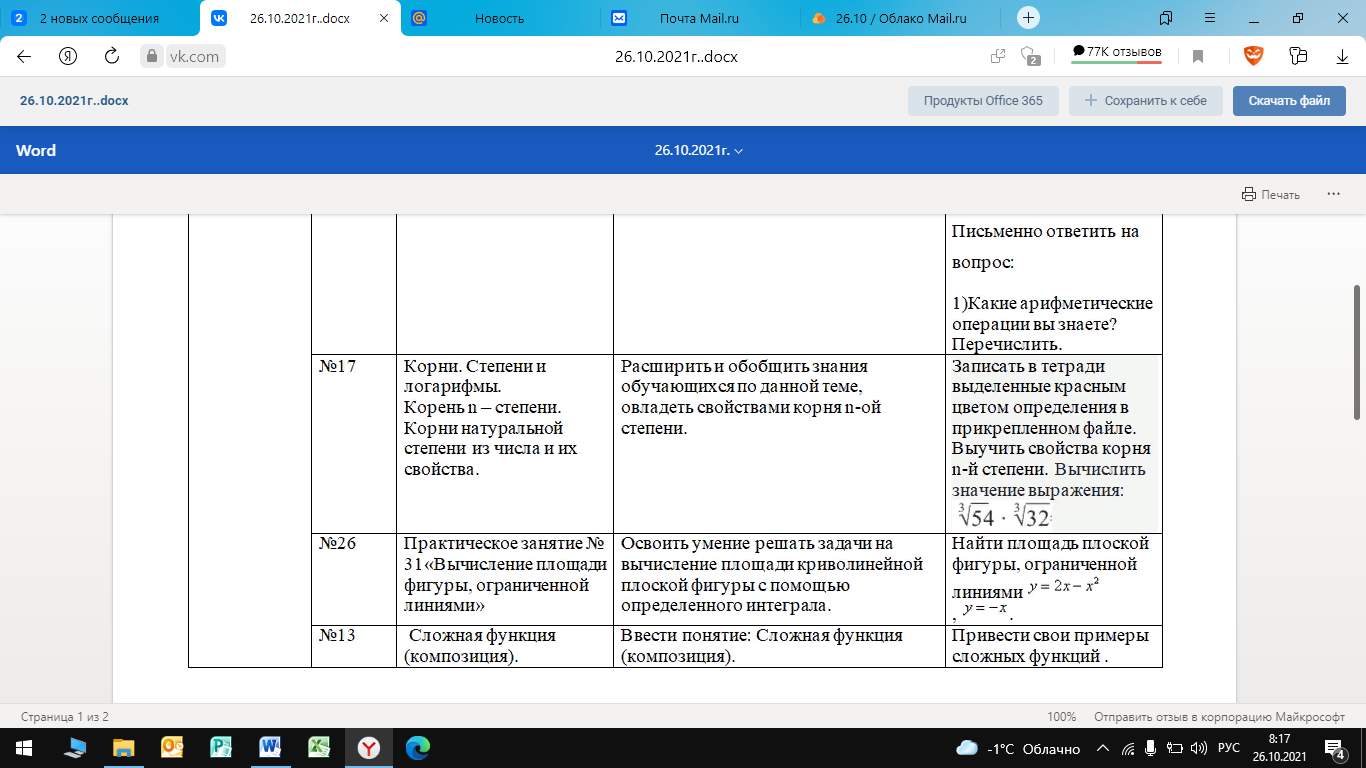 2 2 новых сообщения
26.10.2021г..docx
Новость
Почта Mail.ru
26.10 / Облако Mail.ru
vk.com
26.10.2021г..docx
2
77К отзывов
26.10.2021г..docx
Продукты Office 365
Сохранить к себе
Скачать файл
Word
26.10.2021г.
Печать
Письменно ответить на
вопрос:
1)Какие арифметические
операции вы знаете?
Перечислить.
№17
Корни. Степени и
логарифмы.
Корень n – степени.
Корни натуральной
степени из числа и их
свойства.
Расширить и обобщить знания
обучающихся по данной теме,
овладеть свойствами корня n-ой
степени.
Записать в тетради
выделенные красным
цветом определения в
прикрепленном файле.
Выучить свойства корня
n-й степени. Вычислить
значение выражения:
∛54 · ∛32
№26
Практическое занятие №
31«Вычисление площади
фигуры, ограниченной
линиями»
Освоить умение решать задачи на
вычисление площади криволинейной
плоской фигуры с помощью
определенного интеграла.
Найти площадь плоской
фигуры, ограниченной
линиями y = 2x – x²
, y = –x .
№13
Сложная функция
(композиция).
Ввести понятие: Сложная функция
(композиция).
Привести свои примеры
сложных функций .
Страница 1 из 2
100%
Отправить отзыв в корпорацию Майкрософт
-1°C Облачно
РУС
8:17
26.10.2021
4